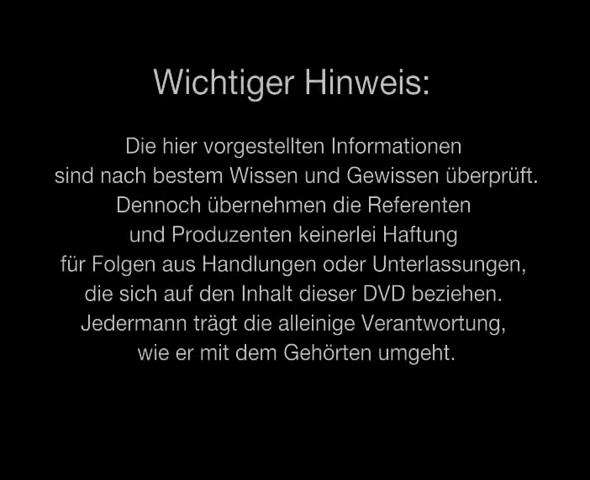 Wichtiger Hinweis:
Die hier vorgestellten Informationen
sind nach bestem Wissen und Gewissen überprüft.
Dennoch übernehmen die Referenten
und Produzenten keinerlei Haftung
für Folgen aus Handlungen oder Unterlassungen,
die sich auf den Inhalt dieser DVD beziehen.
Jedermann trägt die alleinige Verantwortung,
wie er mit dem Gehörten umgeht.